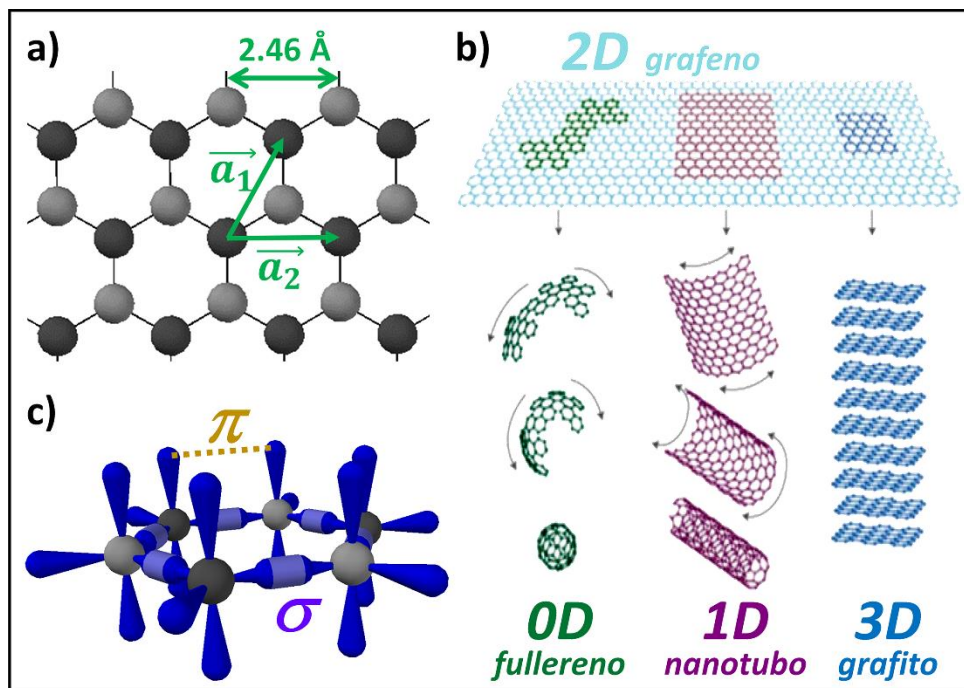 a)
2.46 Å
a₁
a₂
b)
2D grafeno
c)
π
σ
0D
fullereno
1D
nanotubo
3D
grafito